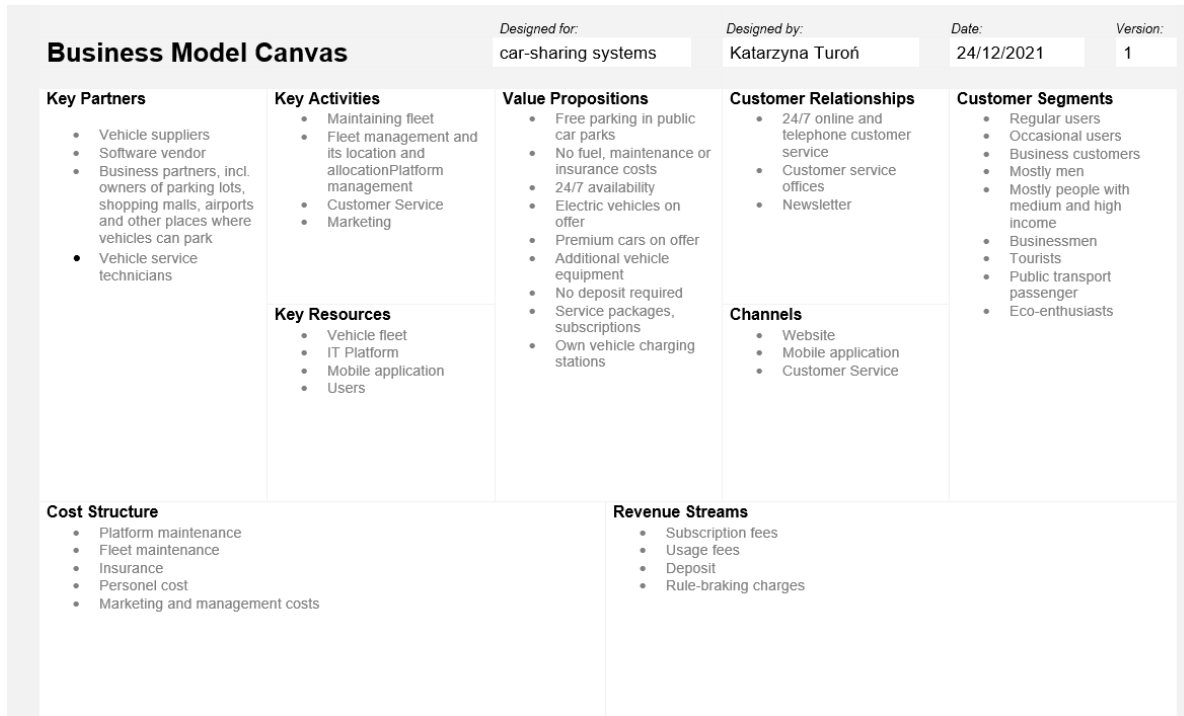 Business Model Canvas
Designed for:
car-sharing systems
Designed by:
Katarzyna Turoń
Date:
24/12/2021
Version:
1
Key Partners
• Vehicle suppliers
• Software vendor
• Business partners, incl.
owners of parking lots,
shopping malls, airports
and other places where
vehicles can park
• Vehicle service
technicians
Key Activities
• Maintaining fleet
• Fleet management and
its location and
allocationPlatform
management
• Customer Service
• Marketing
Key Resources
• Vehicle fleet
• IT Platform
• Mobile application
• Users
Value Propositions
• Free parking in public
car parks
• No fuel, maintenance or
insurance costs
• 24/7 availability
• Electric vehicles on
offer
• Premium cars on offer
• Additional vehicle
equipment
• No deposit required
• Service packages,
subscriptions
• Own vehicle charging
stations
Customer Relationships
• 24/7 online and
telephone customer
service
• Customer service
offices
• Newsletter
Channels
• Website
• Mobile application
• Customer Service
Customer Segments
• Regular users
• Occasional users
• Business customers
• Mostly men
• Mostly people with
medium and high
income
• Businessmen
• Tourists
• Public transport
passenger
• Eco-enthusiasts
Cost Structure
• Platform maintenance
• Fleet maintenance
• Insurance
• Personel cost
• Marketing and management costs
Revenue Streams
• Subscription fees
• Usage fees
• Deposit
• Rule-braking charges